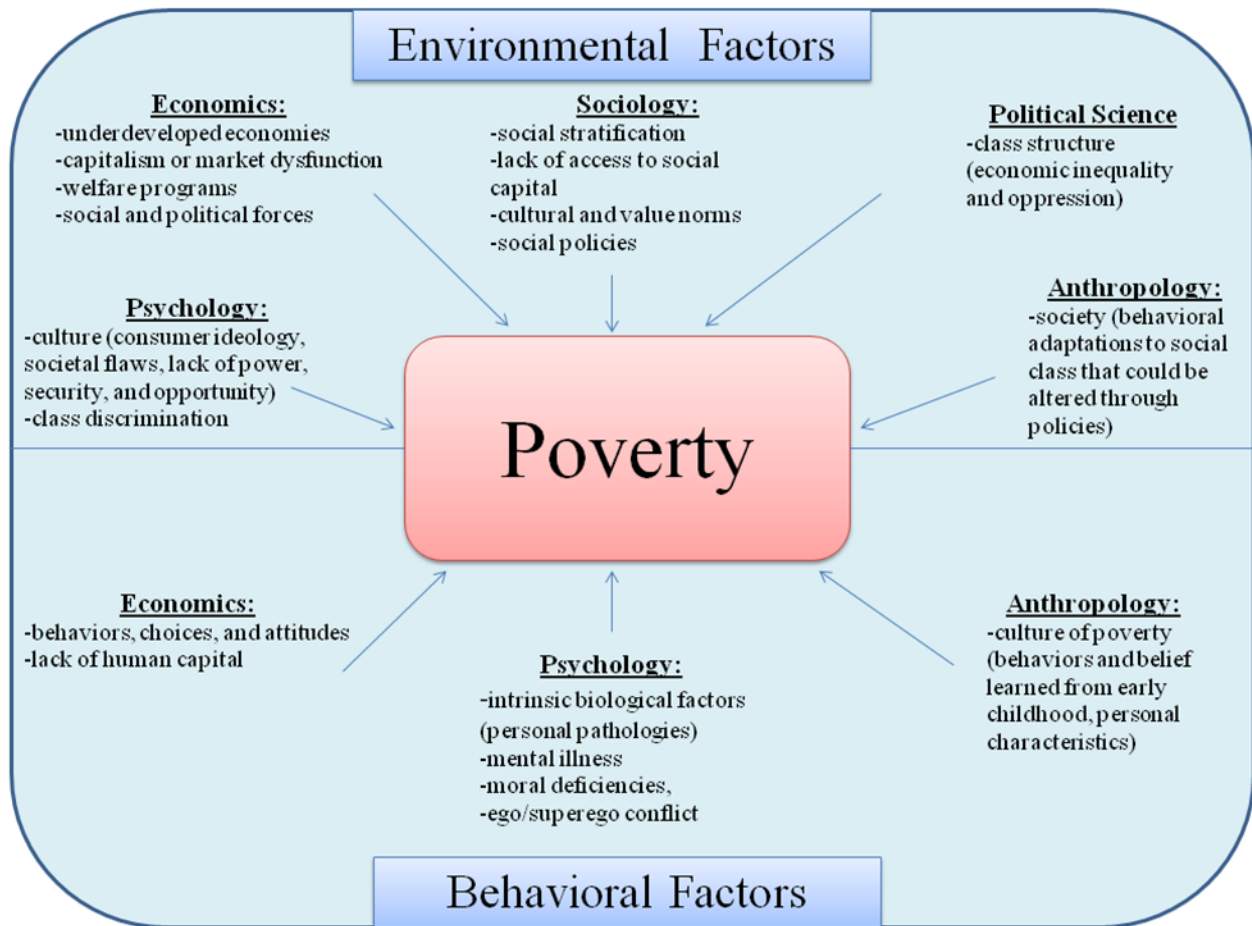 Environmental Factors
Economics:
-underdeveloped economies
-capitalism or market dysfunction
-welfare programs
-social and political forces
Sociology:
-social stratification
-lack of access to social
capital
-cultural and value norms
-social policies
Political Science
-class structure
(economic inequality
and oppression)
Psychology:
-culture (consumer ideology,
societal flaws, lack of power,
security, and opportunity)
-class discrimination
Anthropology:
-society (behavioral
adaptations to social
class that could be
altered through
policies)
Poverty
Economics:
-behaviors, choices, and attitudes
-lack of human capital
Psychology:
-intrinsic biological factors
(personal pathologies)
-mental illness
-moral deficiencies,
-ego/superego conflict
Anthropology:
-culture of poverty
(behaviors and belief
learned from early
childhood, personal
characteristics)
Behavioral Factors